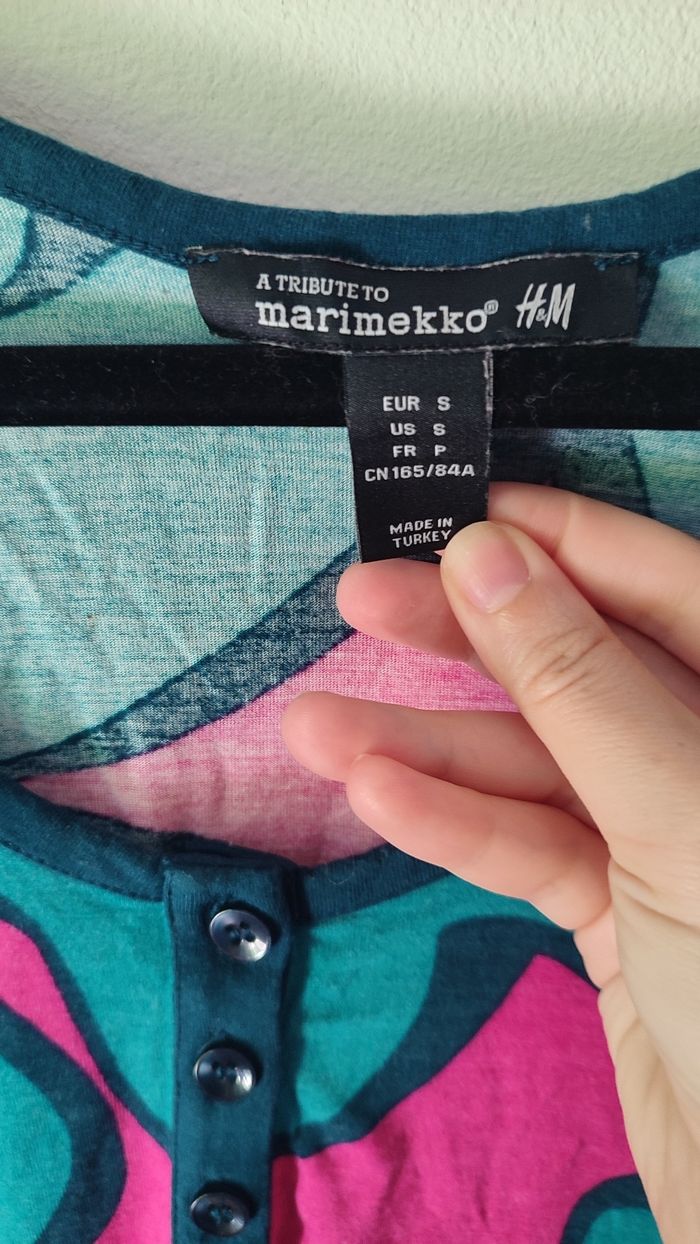 A TRIBUTE TO
marimekko® H&M
EUR S
US S
FR P
CN 165/84A
MADE IN
TURKEY